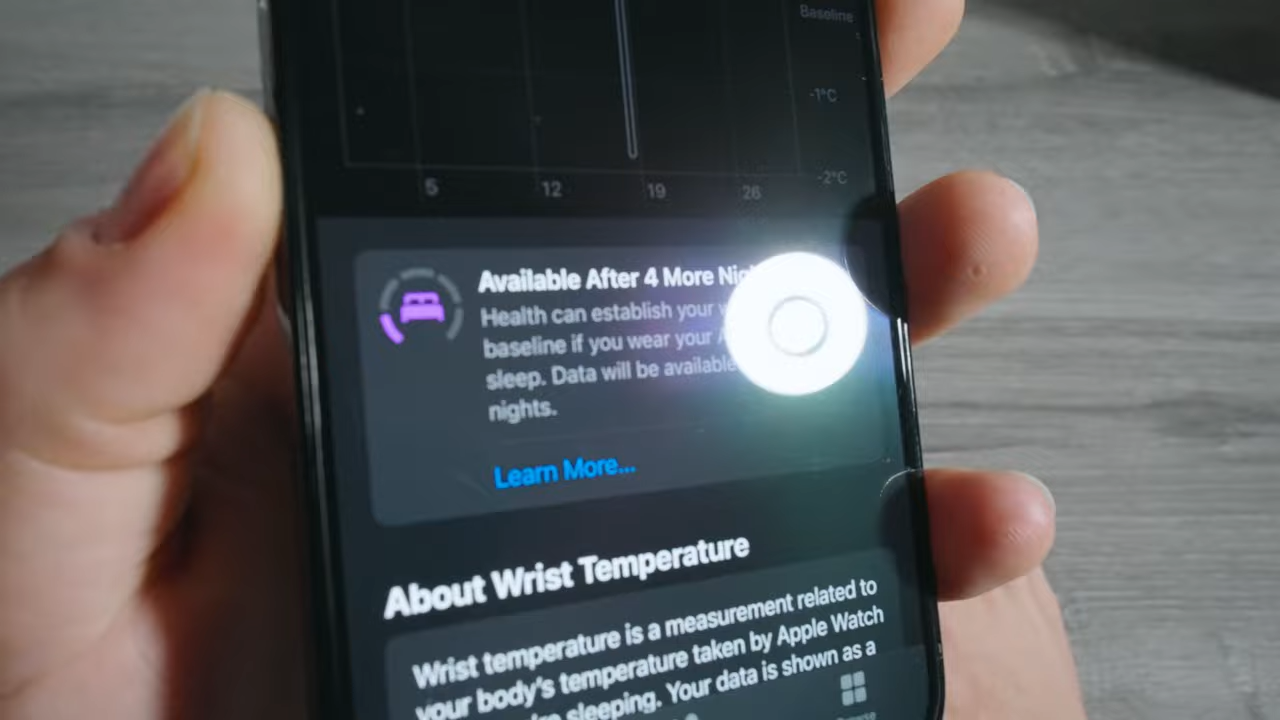 Baseline
-1°C
-2°C
5 12 19 26
Available After 4 More
Health can establish your
baseline if you wear your
sleep. Data will be available
nights.
Learn More...
About Wrist Temperature
Wrist temperature is a measurement related to
your body's temperature taken by Apple Watch
sleeping. Your data is shown as a